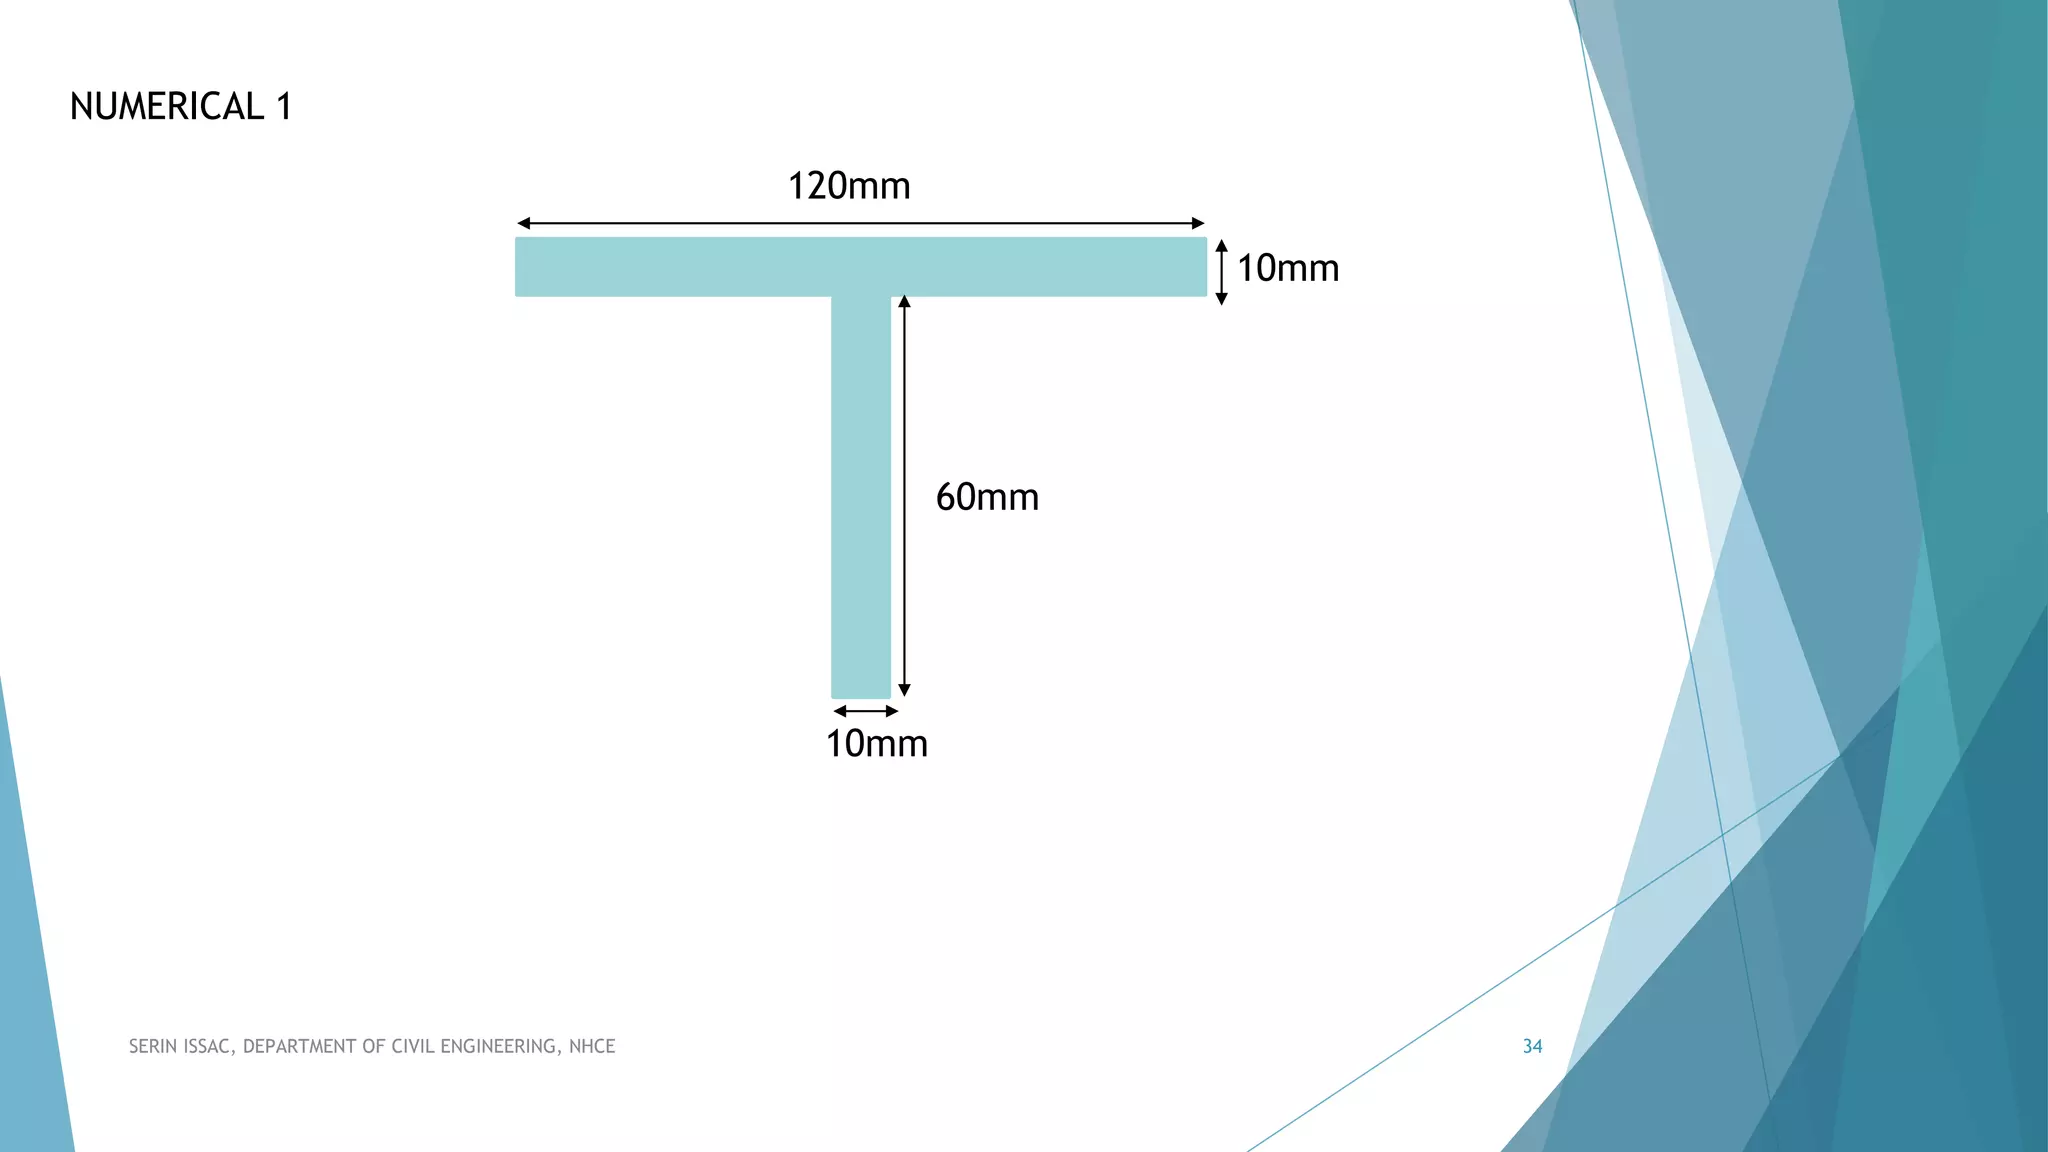 NUMERICAL 1
120mm
10mm
60mm
10mm
SERIN ISSAC, DEPARTMENT OF CIVIL ENGINEERING, NHCE
34